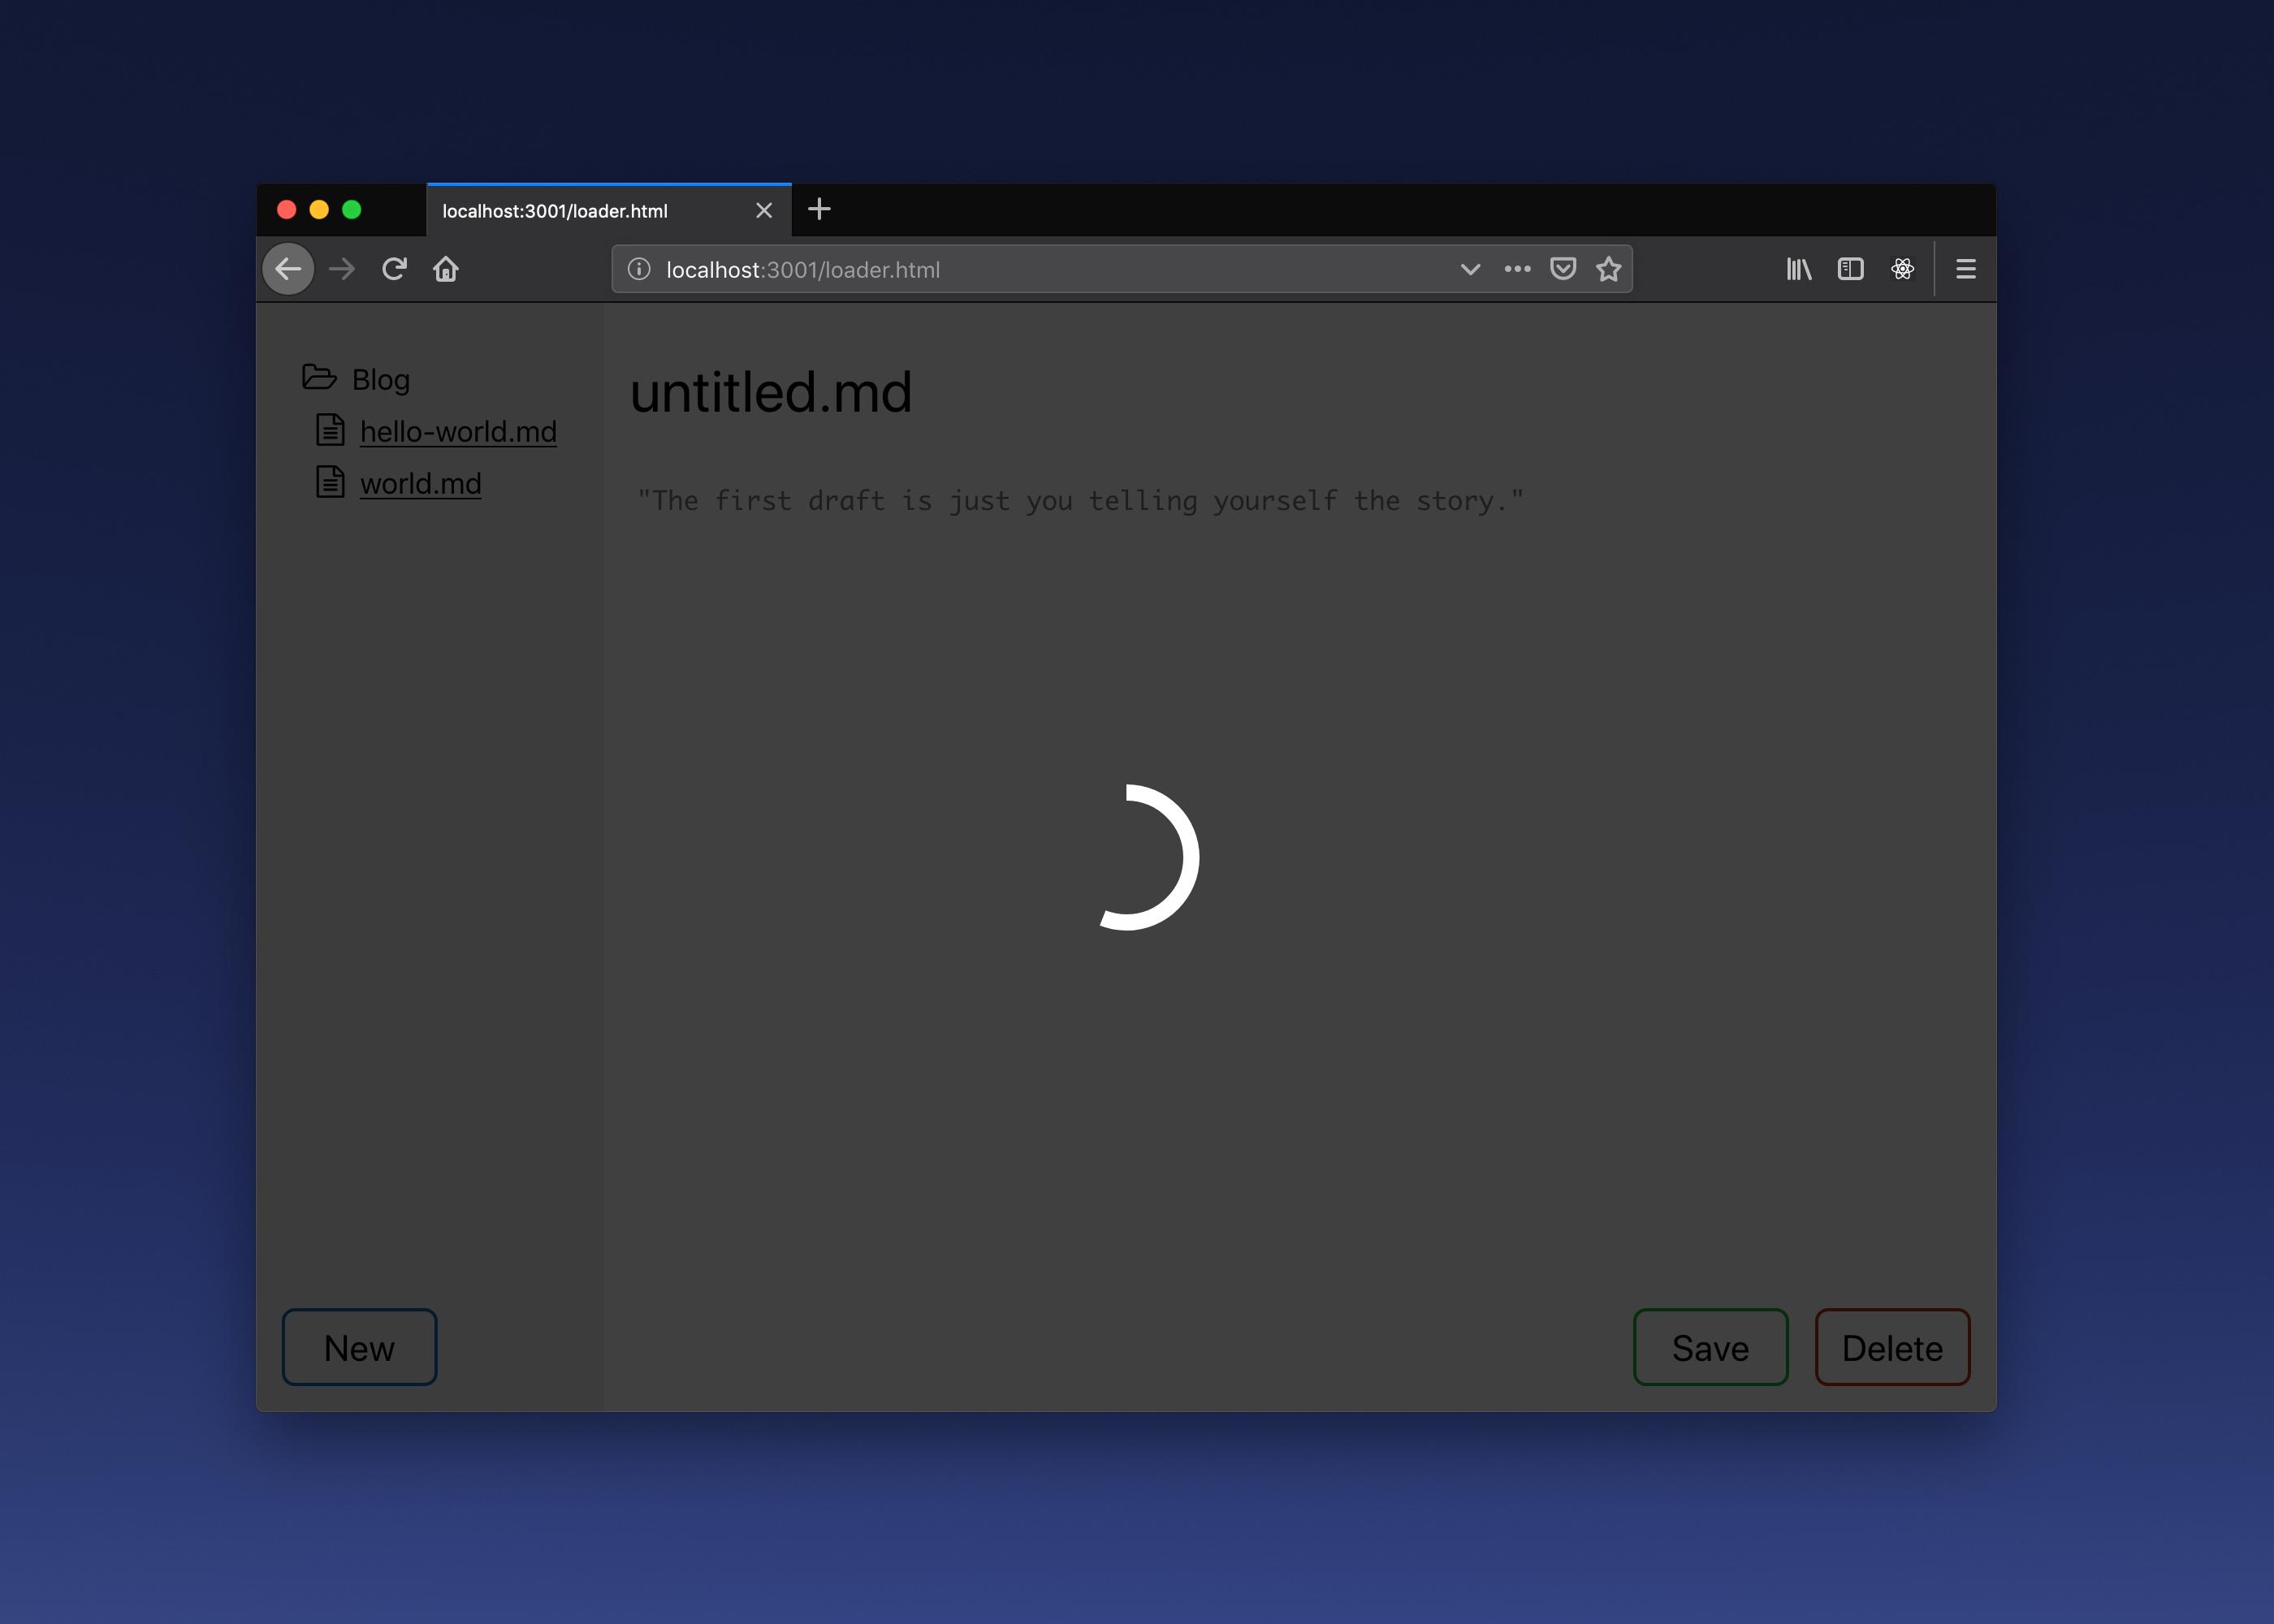 localhost:3001/loader.html
localhost:3001/loader.html
Blog
hello-world.md
world.md
untitled.md
"The first draft is just you telling yourself the story."
New
Save
Delete